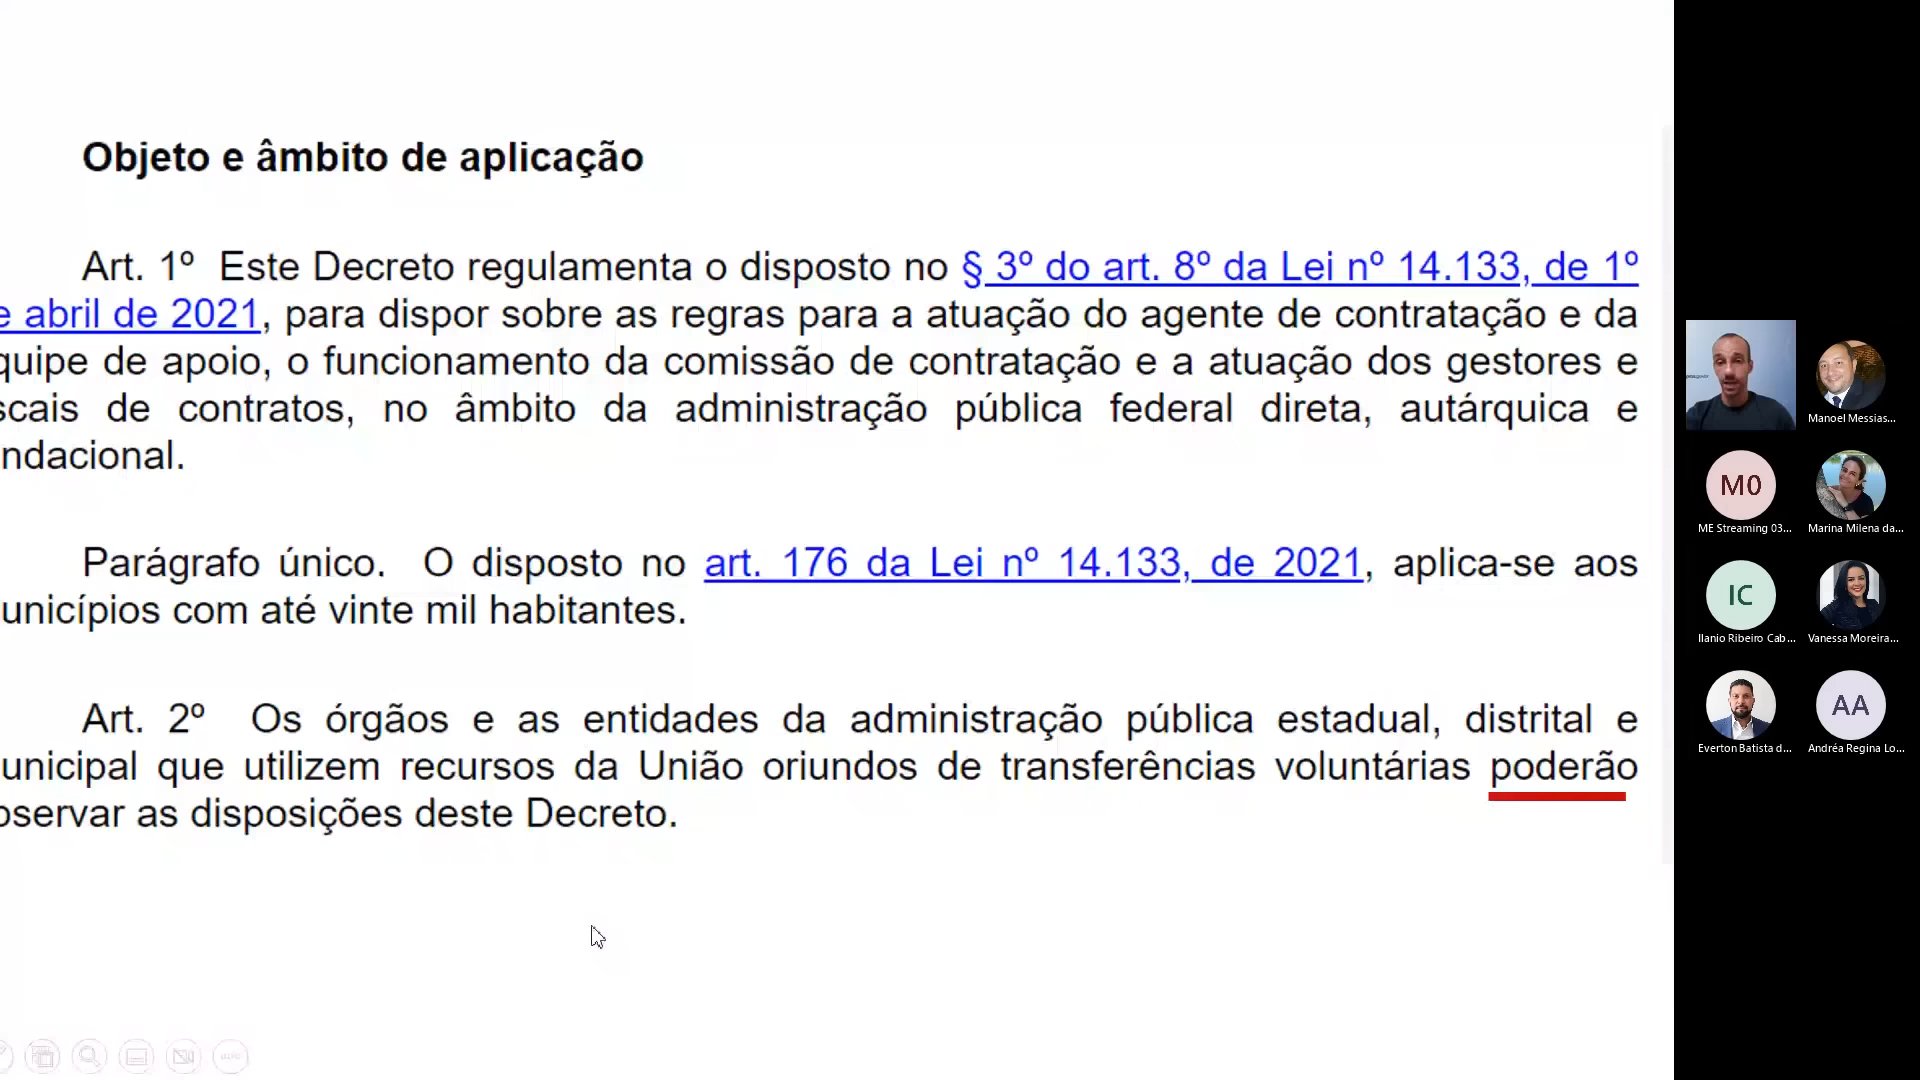 Objeto e âmbito de aplicação
Art. 1º Este Decreto regulamenta o disposto no § 3º do art. 8º da Lei nº 14.133, de 1º
e abril de 2021, para dispor sobre as regras para a atuação do agente de contratação e da
quipe de apoio, o funcionamento da comissão de contratação e a atuação dos gestores e
scais de contratos, no âmbito da administração pública federal direta, autárquica e
ndacional.
Parágrafo único. O disposto no art. 176 da Lei nº 14.133, de 2021, aplica-se aos
unicípios com até vinte mil habitantes.
Art. 2º Os órgãos e as entidades da administração pública estadual, distrital e
unicipal que utilizem recursos da União oriundos de transferências voluntárias poderão
bservar as disposições deste Decreto.
Manoel Messias...
M0
ME Streaming 03...
Marina Milena da...
IC
Ilanio Ribeiro Cab...
Vanessa Moreira...
Everton Batista d...
AA
Andréa Regina Lo...